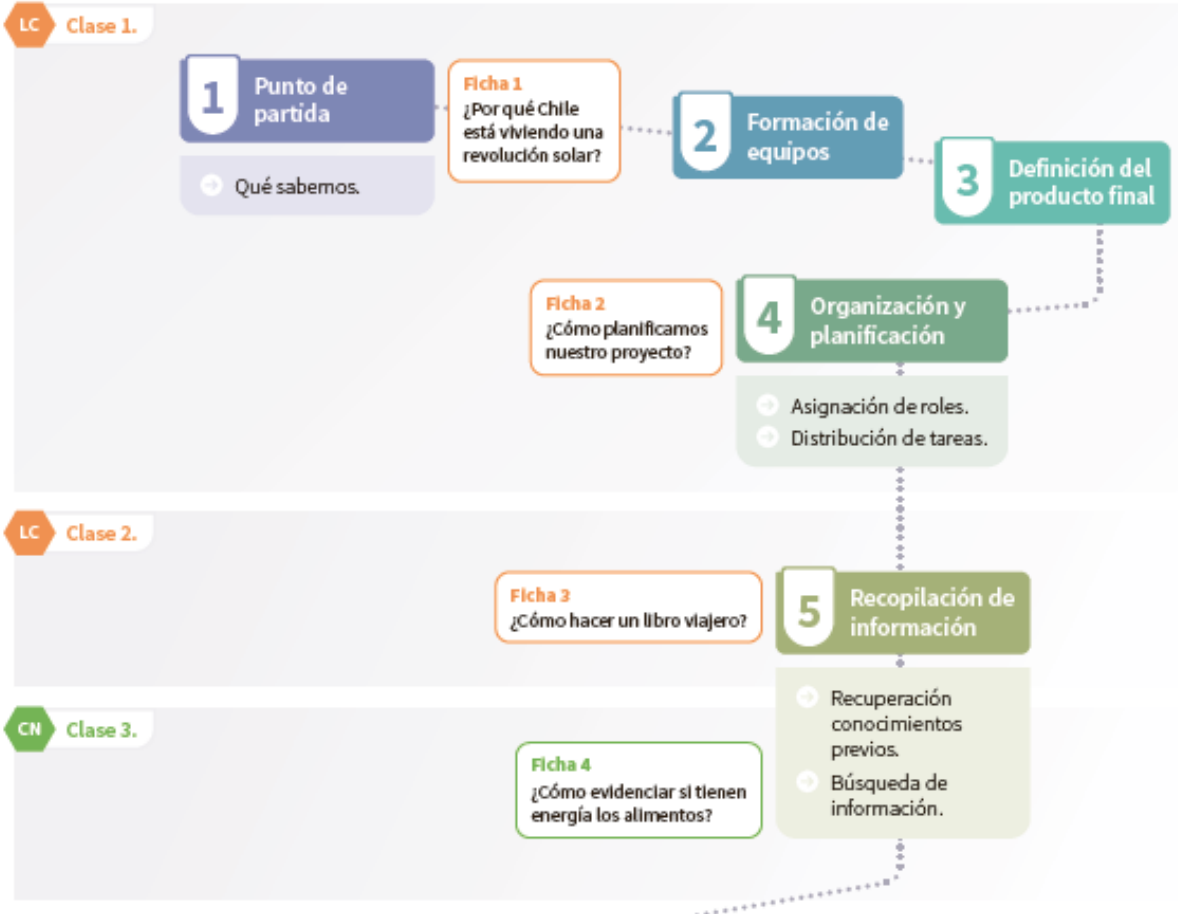 LC Clase 1.
1 Punto de
partida
Qué sabemos.
Ficha 1
¿Por qué Chile
está viviendo una
revolución solar?
2 Formación de
equipos
3 Definición del
producto final
Ficha 2
¿Cómo planificamos
nuestro proyecto?
4 Organización y
planificación
Asignación de roles.
Distribución de tareas.
LC Clase 2.
Ficha 3
¿Cómo hacer un libro viajero?
5 Recopilación de
información
Recuperación
conocimientos
previos.
Búsqueda de
información.
CN Clase 3.
Ficha 4
¿Cómo evidenciar si tienen
energía los alimentos?